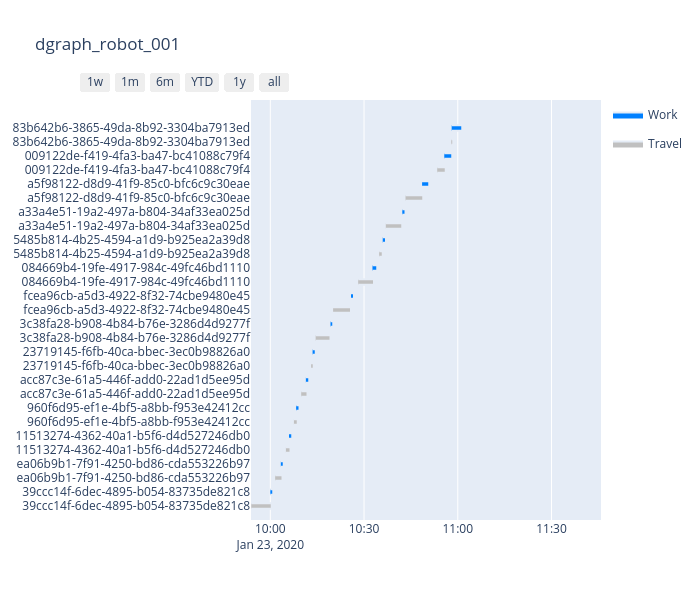 dgraph_robot_001
1w 1m 6m YTD 1y all
Work
Travel
83b642b6-3865-49da-8b92-3304ba7913ed
83b642b6-3865-49da-8b92-3304ba7913ed
009122de-f419-4fa3-ba47-bc41088c79f4
009122de-f419-4fa3-ba47-bc41088c79f4
a5f98122-d8d9-41f9-85c0-bfc6c9c30eae
a5f98122-d8d9-41f9-85c0-bfc6c9c30eae
a33a4e51-19a2-497a-b804-34af33ea025d
a33a4e51-19a2-497a-b804-34af33ea025d
5485b814-4b25-4594-a1d9-b925ea2a39d8
5485b814-4b25-4594-a1d9-b925ea2a39d8
084669b4-19fe-4917-984c-49fc46bd1110
084669b4-19fe-4917-984c-49fc46bd1110
fcea96cb-a5d3-4922-8f32-74cbe9480e45
fcea96cb-a5d3-4922-8f32-74cbe9480e45
3c38fa28-b908-4b84-b76e-3286d4d9277f
3c38fa28-b908-4b84-b76e-3286d4d9277f
23719145-f6fb-40ca-bbec-3ec0b98826a0
23719145-f6fb-40ca-bbec-3ec0b98826a0
acc87c3e-61a5-446f-add0-22ad1d5ee95d
acc87c3e-61a5-446f-add0-22ad1d5ee95d
960f6d95-ef1e-4bf5-a8bb-f953e42412cc
960f6d95-ef1e-4bf5-a8bb-f953e42412cc
11513274-4362-40a1-b5f6-d4d527246db0
11513274-4362-40a1-b5f6-d4d527246db0
ea06b9b1-7f91-4250-bd86-cda553226b97
ea06b9b1-7f91-4250-bd86-cda553226b97
39ccc14f-6dec-4895-b054-83735de821c8
39ccc14f-6dec-4895-b054-83735de821c8
10:00 10:30 11:00 11:30
Jan 23, 2020